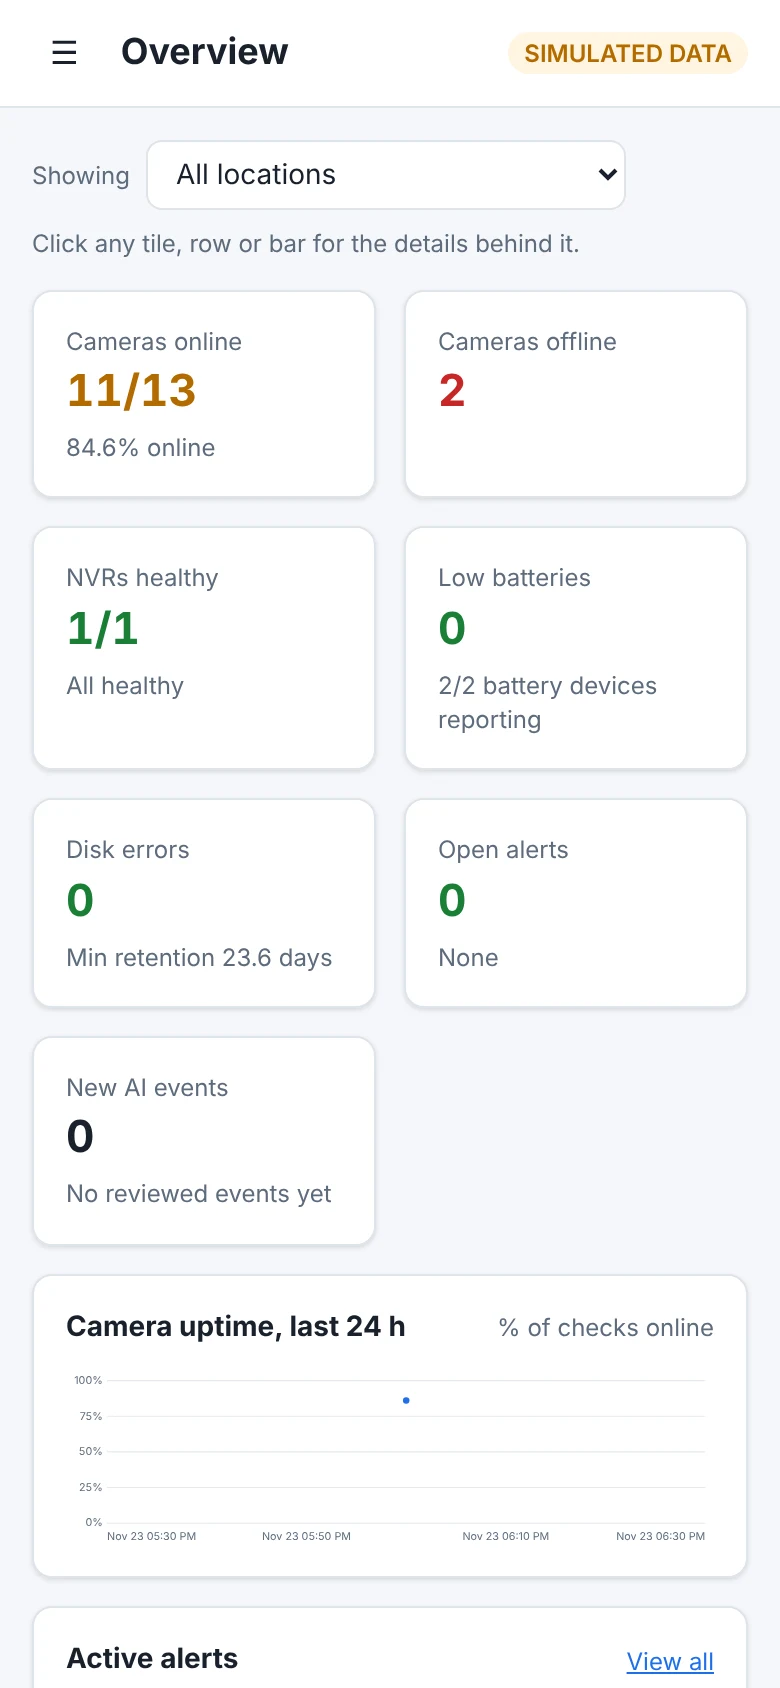 ☰ Overview SIMULATED DATA
Showing All locations
Click any tile, row or bar for the details behind it.
Cameras online
11/13
84.6% online
Cameras offline
2
NVRs healthy
1/1
All healthy
Low batteries
0
2/2 battery devices
reporting
Disk errors
0
Min retention 23.6 days
Open alerts
0
None
New AI events
0
No reviewed events yet
Camera uptime, last 24 h % of checks online
100%
75%
50%
25%
0%
Nov 23 05:30 PM Nov 23 05:50 PM Nov 23 06:10 PM Nov 23 06:30 PM
Active alerts View all